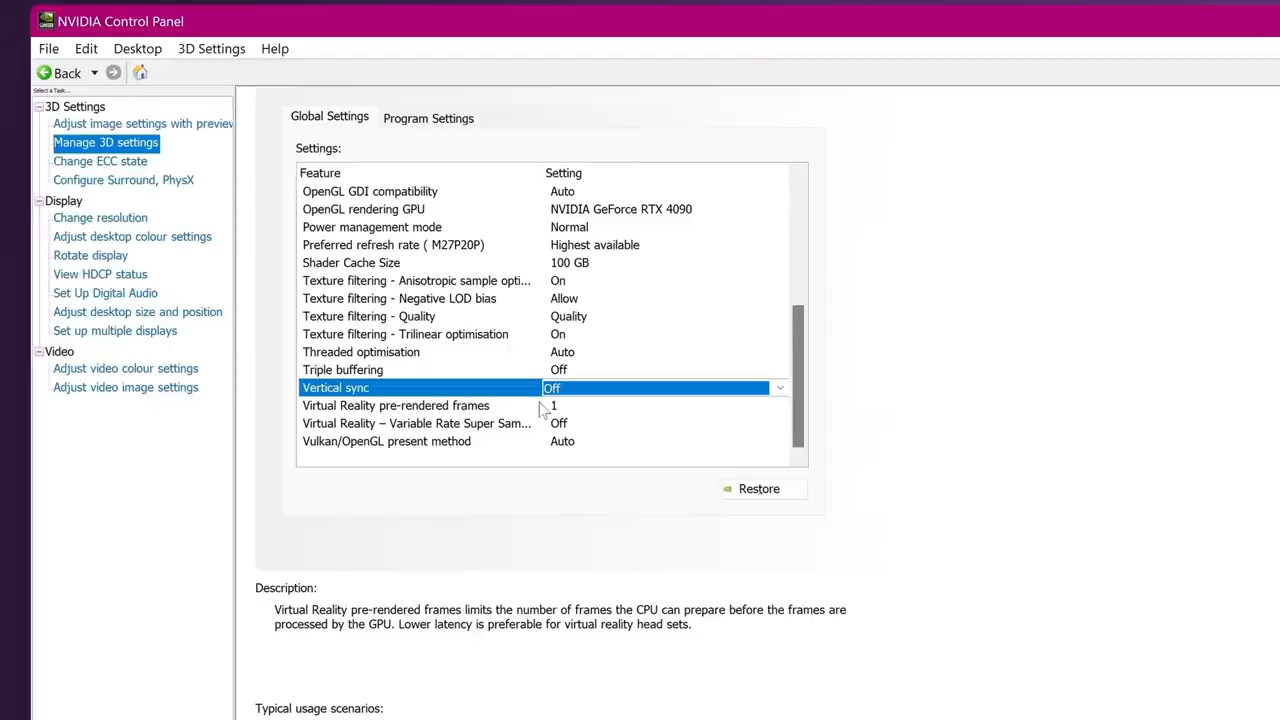 NVIDIA Control Panel
File Edit Desktop 3D Settings Help
Back
Select a Task...
3D Settings
Adjust image settings with preview
Manage 3D settings
Change ECC state
Configure Surround, PhysX
Display
Change resolution
Adjust desktop colour settings
Rotate display
View HDCP status
Set Up Digital Audio
Adjust desktop size and position
Set up multiple displays
Video
Adjust video colour settings
Adjust video image settings
Global Settings Program Settings
Settings:
Feature Setting
OpenGL GDI compatibility Auto
OpenGL rendering GPU NVIDIA GeForce RTX 4090
Power management mode Normal
Preferred refresh rate ( M27P20P) Highest available
Shader Cache Size 100 GB
Texture filtering - Anisotropic sample opti... On
Texture filtering - Negative LOD bias Allow
Texture filtering - Quality Quality
Texture filtering - Trilinear optimisation On
Threaded optimisation Auto
Triple buffering Off
Vertical sync Off
Virtual Reality pre-rendered frames 1
Virtual Reality – Variable Rate Super Sam... Off
Vulkan/OpenGL present method Auto
Restore
Description:
Virtual Reality pre-rendered frames limits the number of frames the CPU can prepare before the frames are
processed by the GPU. Lower latency is preferable for virtual reality head sets.
Typical usage scenarios: